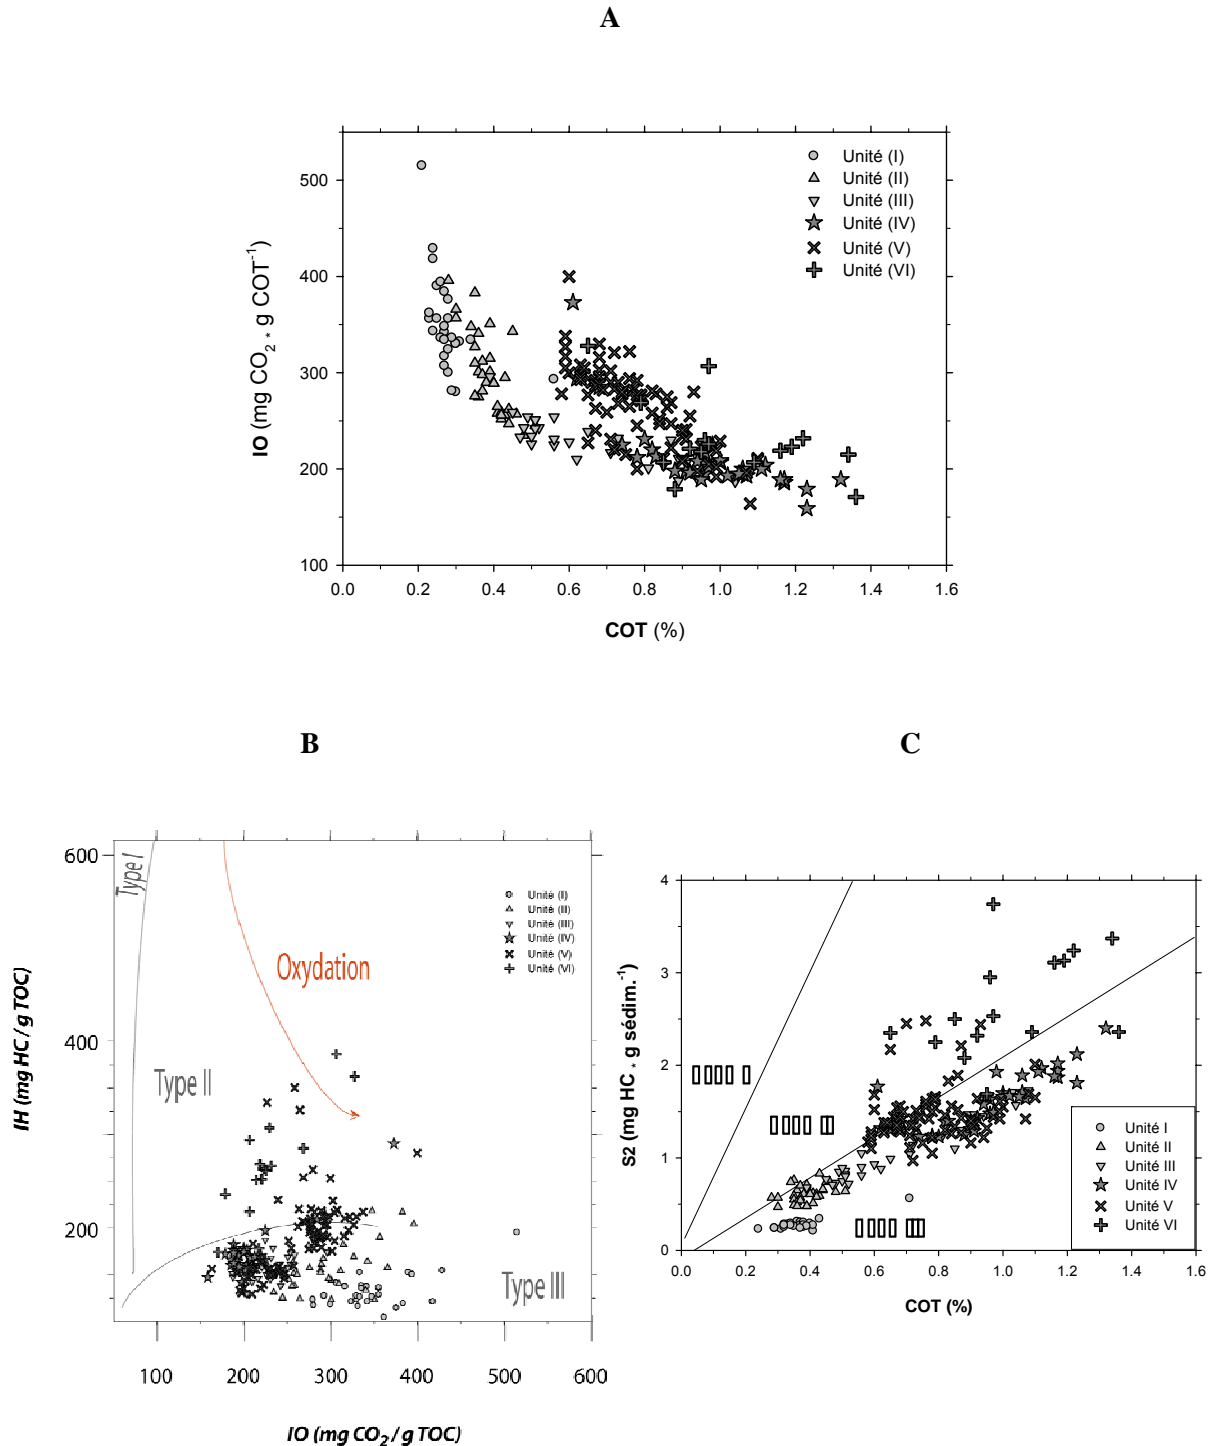 A
IO (mg CO2 * g COT-1)
500
400
300
200
100
0.0 0.2 0.4 0.6 0.8 1.0 1.2 1.4 1.6
COT (%)
Unité (I)
Unité (II)
Unité (III)
Unité (IV)
Unité (V)
Unité (VI)
B
IH (mg HC / g TOC)
600
400
200
100 200 300 400 500 600
IO (mg CO2 / g TOC)
Type I
Type II
Type III
Oxydation
Unité (I)
Unité (II)
Unité (III)
Unité (IV)
Unité (V)
Unité (VI)
C
S2 (mg HC * g sédim.-1)
4
3
2
1
0
0.0 0.2 0.4 0.6 0.8 1.0 1.2 1.4 1.6
COT (%)
Unité I
Unité II
Unité III
Unité IV
Unité V
Unité VI